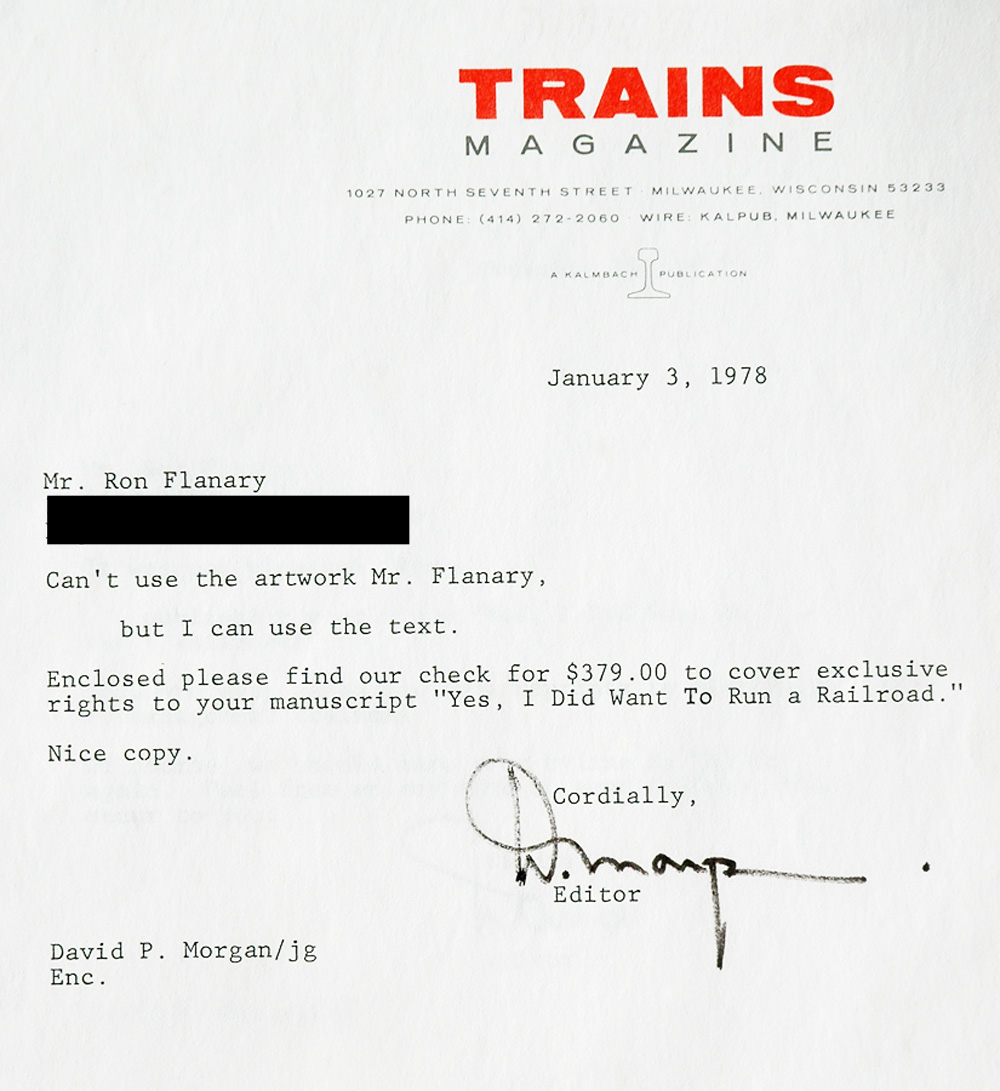 TRAINS
MAGAZINE
1027 NORTH SEVENTH STREET · MILWAUKEE, WISCONSIN 53233
PHONE: (414) 272-2060 · WIRE: KALPUB, MILWAUKEE
A KALMBACH PUBLICATION
January 3, 1978
Mr. Ron Flanary
Can't use the artwork Mr. Flanary,
but I can use the text.
Enclosed please find our check for $379.00 to cover exclusive
rights to your manuscript "Yes, I Did Want To Run a Railroad."
Nice copy.
Cordially,
D. Morgan
Editor
David P. Morgan/jg
Enc.